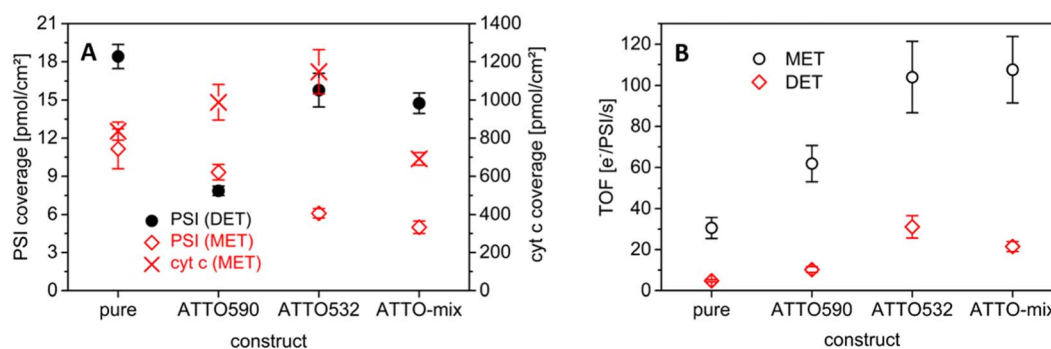 A
PSI coverage [pmol/cm²]
21
18
15
12
9
6
3
0
1400
1200
1000
800
600
400
200
0
cyt c coverage [pmol/cm²]
PSI (DET)
PSI (MET)
cyt c (MET)
pure ATTO590 ATTO532 ATTO-mix
construct
B
TOF [e⁻/PSI/s]
120
100
80
60
40
20
0
MET
DET
pure ATTO590 ATTO532 ATTO-mix
construct